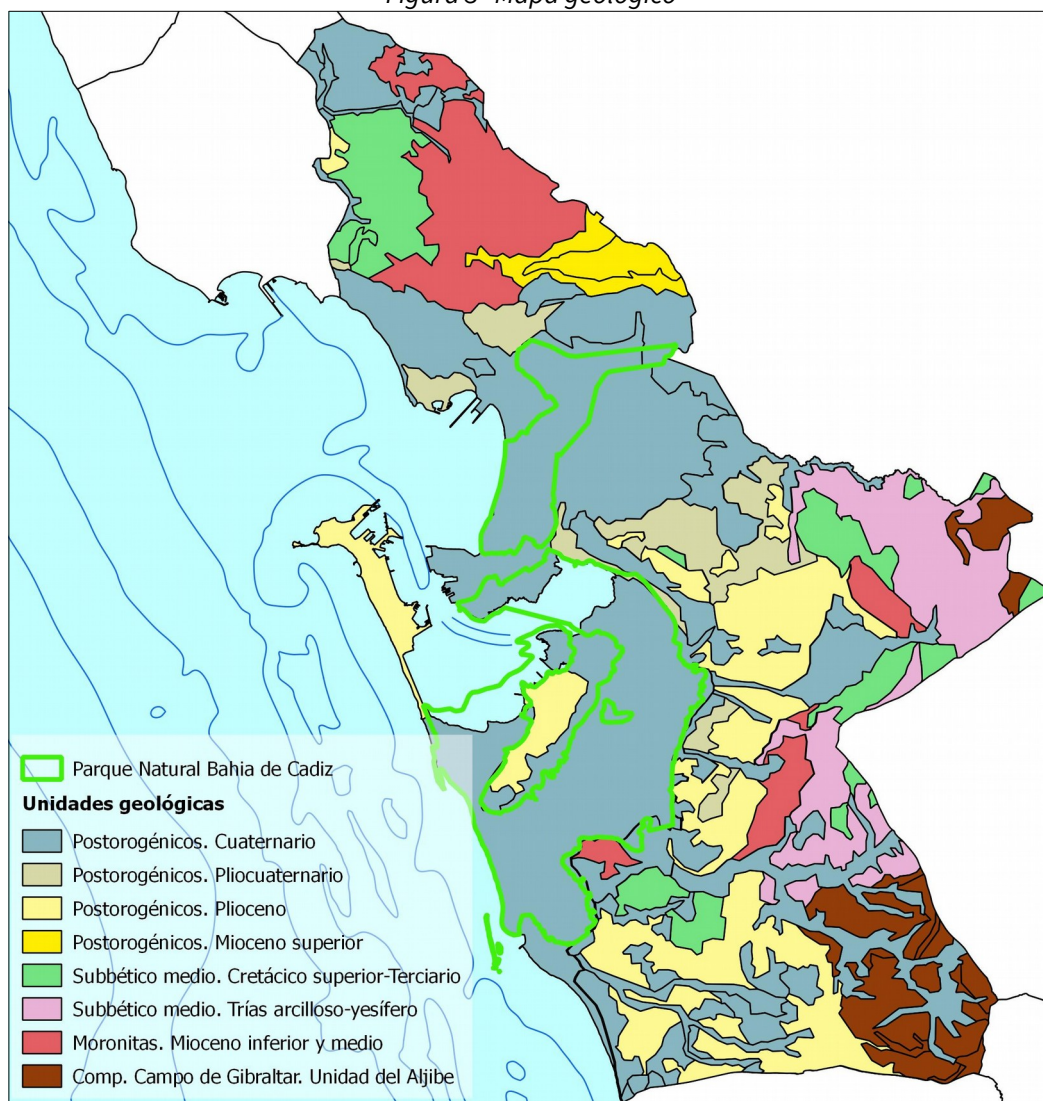 Figura 3- Mapa geológico
Parque Natural Bahia de Cadiz
Unidades geológicas
Postorogénicos. Cuaternario
Postorogénicos. Pliocuaternario
Postorogénicos. Plioceno
Postorogénicos. Mioceno superior
Subbético medio. Cretácico superior-Terciario
Subbético medio. Trías arcilloso-yesífero
Moronitas. Mioceno inferior y medio
Comp. Campo de Gibraltar. Unidad del Aljibe